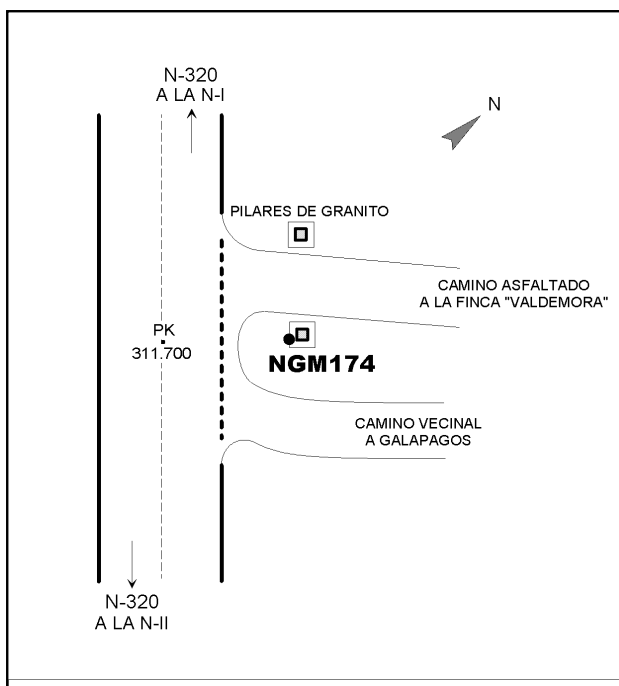 N-320
A LA N-I
N
PILARES DE GRANITO
CAMINO ASFALTADO
A LA FINCA "VALDEMORA"
PK
311.700
NGM174
CAMINO VECINAL
A GALAPAGOS
N-320
A LA N-II